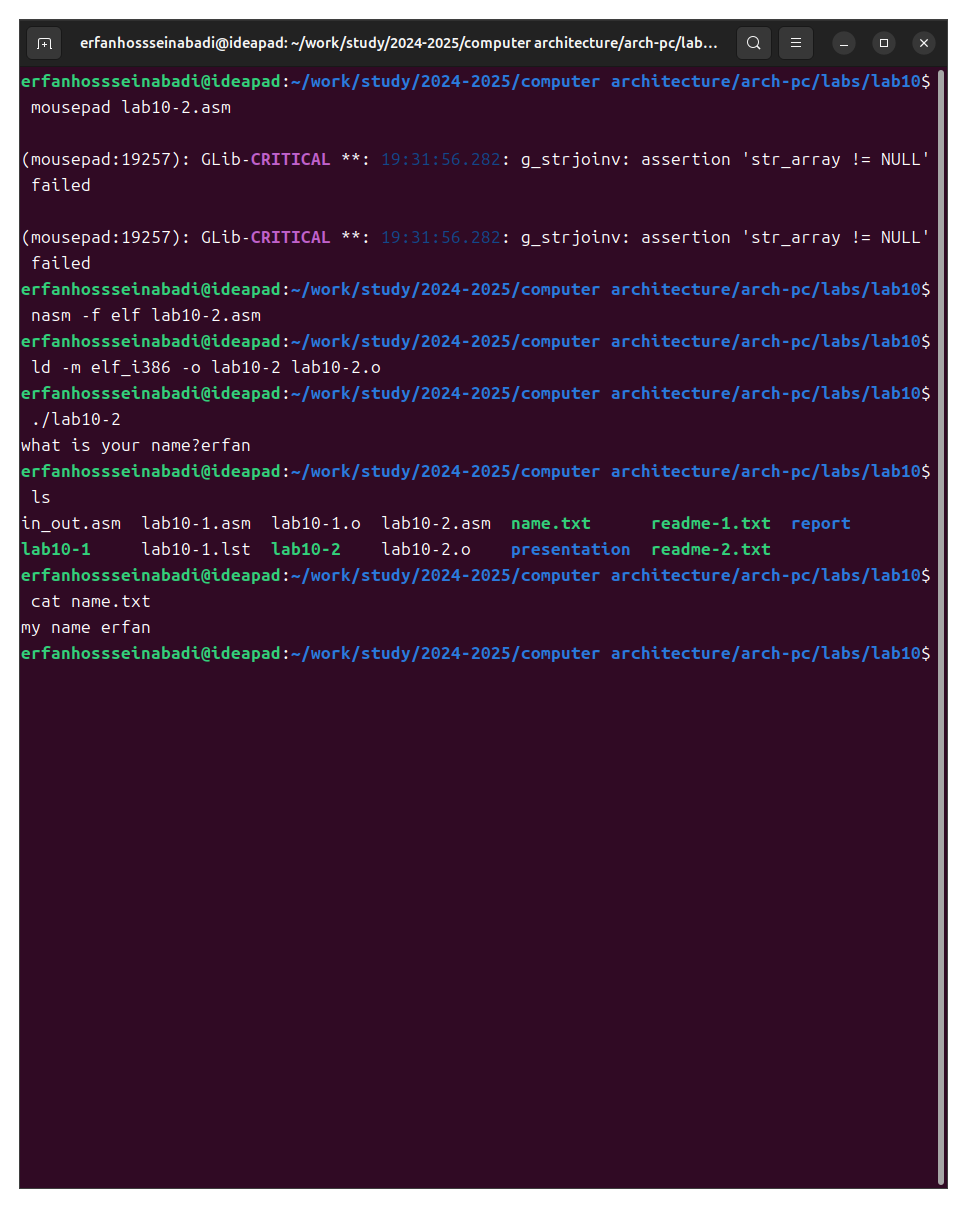 erfanhossseinabadi@ideapad: ~/work/study/2024-2025/computer architecture/arch-pc/lab...
erfanhossseinabadi@ideapad:~/work/study/2024-2025/computer architecture/arch-pc/labs/lab10$
 mousepad lab10-2.asm

(mousepad:19257): GLib-CRITICAL **: 19:31:56.282: g_strjoinv: assertion 'str_array != NULL'
 failed

(mousepad:19257): GLib-CRITICAL **: 19:31:56.282: g_strjoinv: assertion 'str_array != NULL'
 failed
erfanhossseinabadi@ideapad:~/work/study/2024-2025/computer architecture/arch-pc/labs/lab10$
 nasm -f elf lab10-2.asm
erfanhossseinabadi@ideapad:~/work/study/2024-2025/computer architecture/arch-pc/labs/lab10$
 ld -m elf_i386 -o lab10-2 lab10-2.o
erfanhossseinabadi@ideapad:~/work/study/2024-2025/computer architecture/arch-pc/labs/lab10$
 ./lab10-2
what is your name?erfan
erfanhossseinabadi@ideapad:~/work/study/2024-2025/computer architecture/arch-pc/labs/lab10$
 ls
in_out.asm  lab10-1.asm  lab10-1.o  lab10-2.asm  name.txt      readme-1.txt  report
lab10-1     lab10-1.lst  lab10-2    lab10-2.o    presentation  readme-2.txt
erfanhossseinabadi@ideapad:~/work/study/2024-2025/computer architecture/arch-pc/labs/lab10$
 cat name.txt
my name erfan
erfanhossseinabadi@ideapad:~/work/study/2024-2025/computer architecture/arch-pc/labs/lab10$